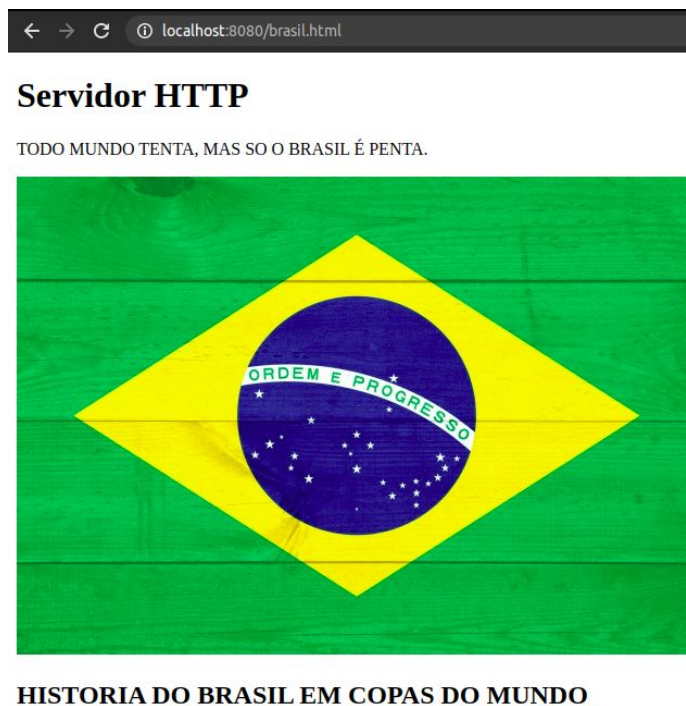 localhost:8080/brasil.html
Servidor HTTP
TODO MUNDO TENTA, MAS SO O BRASIL É PENTA.
ORDEM E PROGRESSO
HISTORIA DO BRASIL EM COPAS DO MUNDO